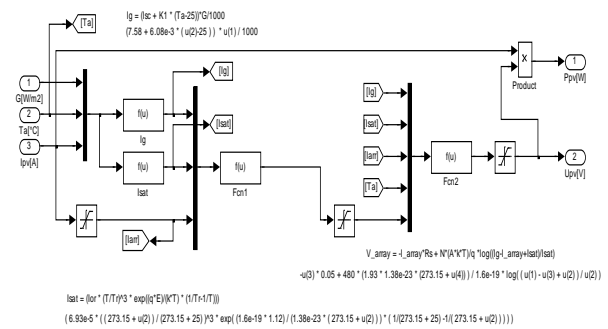 Ig = (Isc + K1 * (Ta-25))*G/1000
[Ta]
(7.58 + 6.08e-3 * ( u(2)-25 ) ) * u(1) / 1000
1
G[W/m2]
2
Ta[°C]
3
Ipv[A]
f(u)
Ig
f(u)
Isat
[Ig]
[Isat]
[Iarr]
f(u)
Fcn1
[Ig]
[Isat]
[Iarr]
[Ta]
f(u)
Fcn2
x
Product
1
Ppv[W]
2
Upv[V]
V_array = -I_array*Rs + N*(A*k*T)/q *log((Ig-I_array+Isat)/Isat)
-u(3) * 0.05 + 480 * (1.93 * 1.38e-23 * (273.15 + u(4)) ) / 1.6e-19 * log( ( u(1) - u(3) + u(2) ) / u(2) )
Isat = (Ior * (T/Tr)^3 * exp((q*E)/(k*T) * (1/Tr-1/T)))
( 6.93e-5 * ( ( 273.15 + u(2) ) / (273.15 + 25) )^3 * exp( (1.6e-19 * 1.12) / (1.38e-23 * ( 273.15 + u(2) ) ) * ( 1/(273.15 + 25) -1/( 273.15 + u(2) ) ) ) )